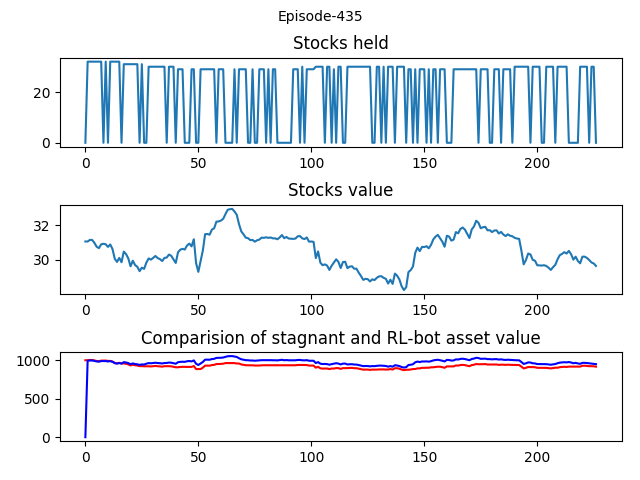 Episode-435
Stocks held
20
0
0 50 100 150 200
Stocks value
32
30
0 50 100 150 200
Comparision of stagnant and RL-bot asset value
1000
500
0
0 50 100 150 200